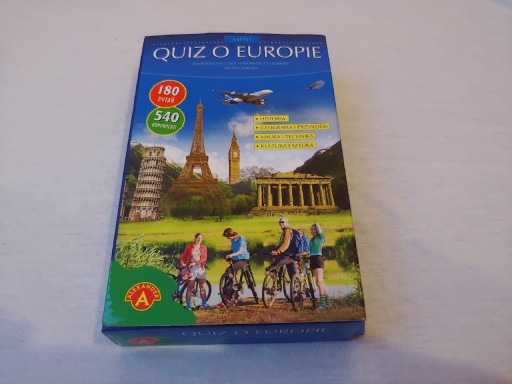 MINI
QUIZ O EUROPIE
180
PYTAŃ
540
ODPOWIEDZI
• HISTORIA
• GEOGRAFIA I PRZYRODA
• NAUKA I TECHNIKA
• KULTURA I SZTUKA
ALEXANDER
A
QUIZ O EUROPIE